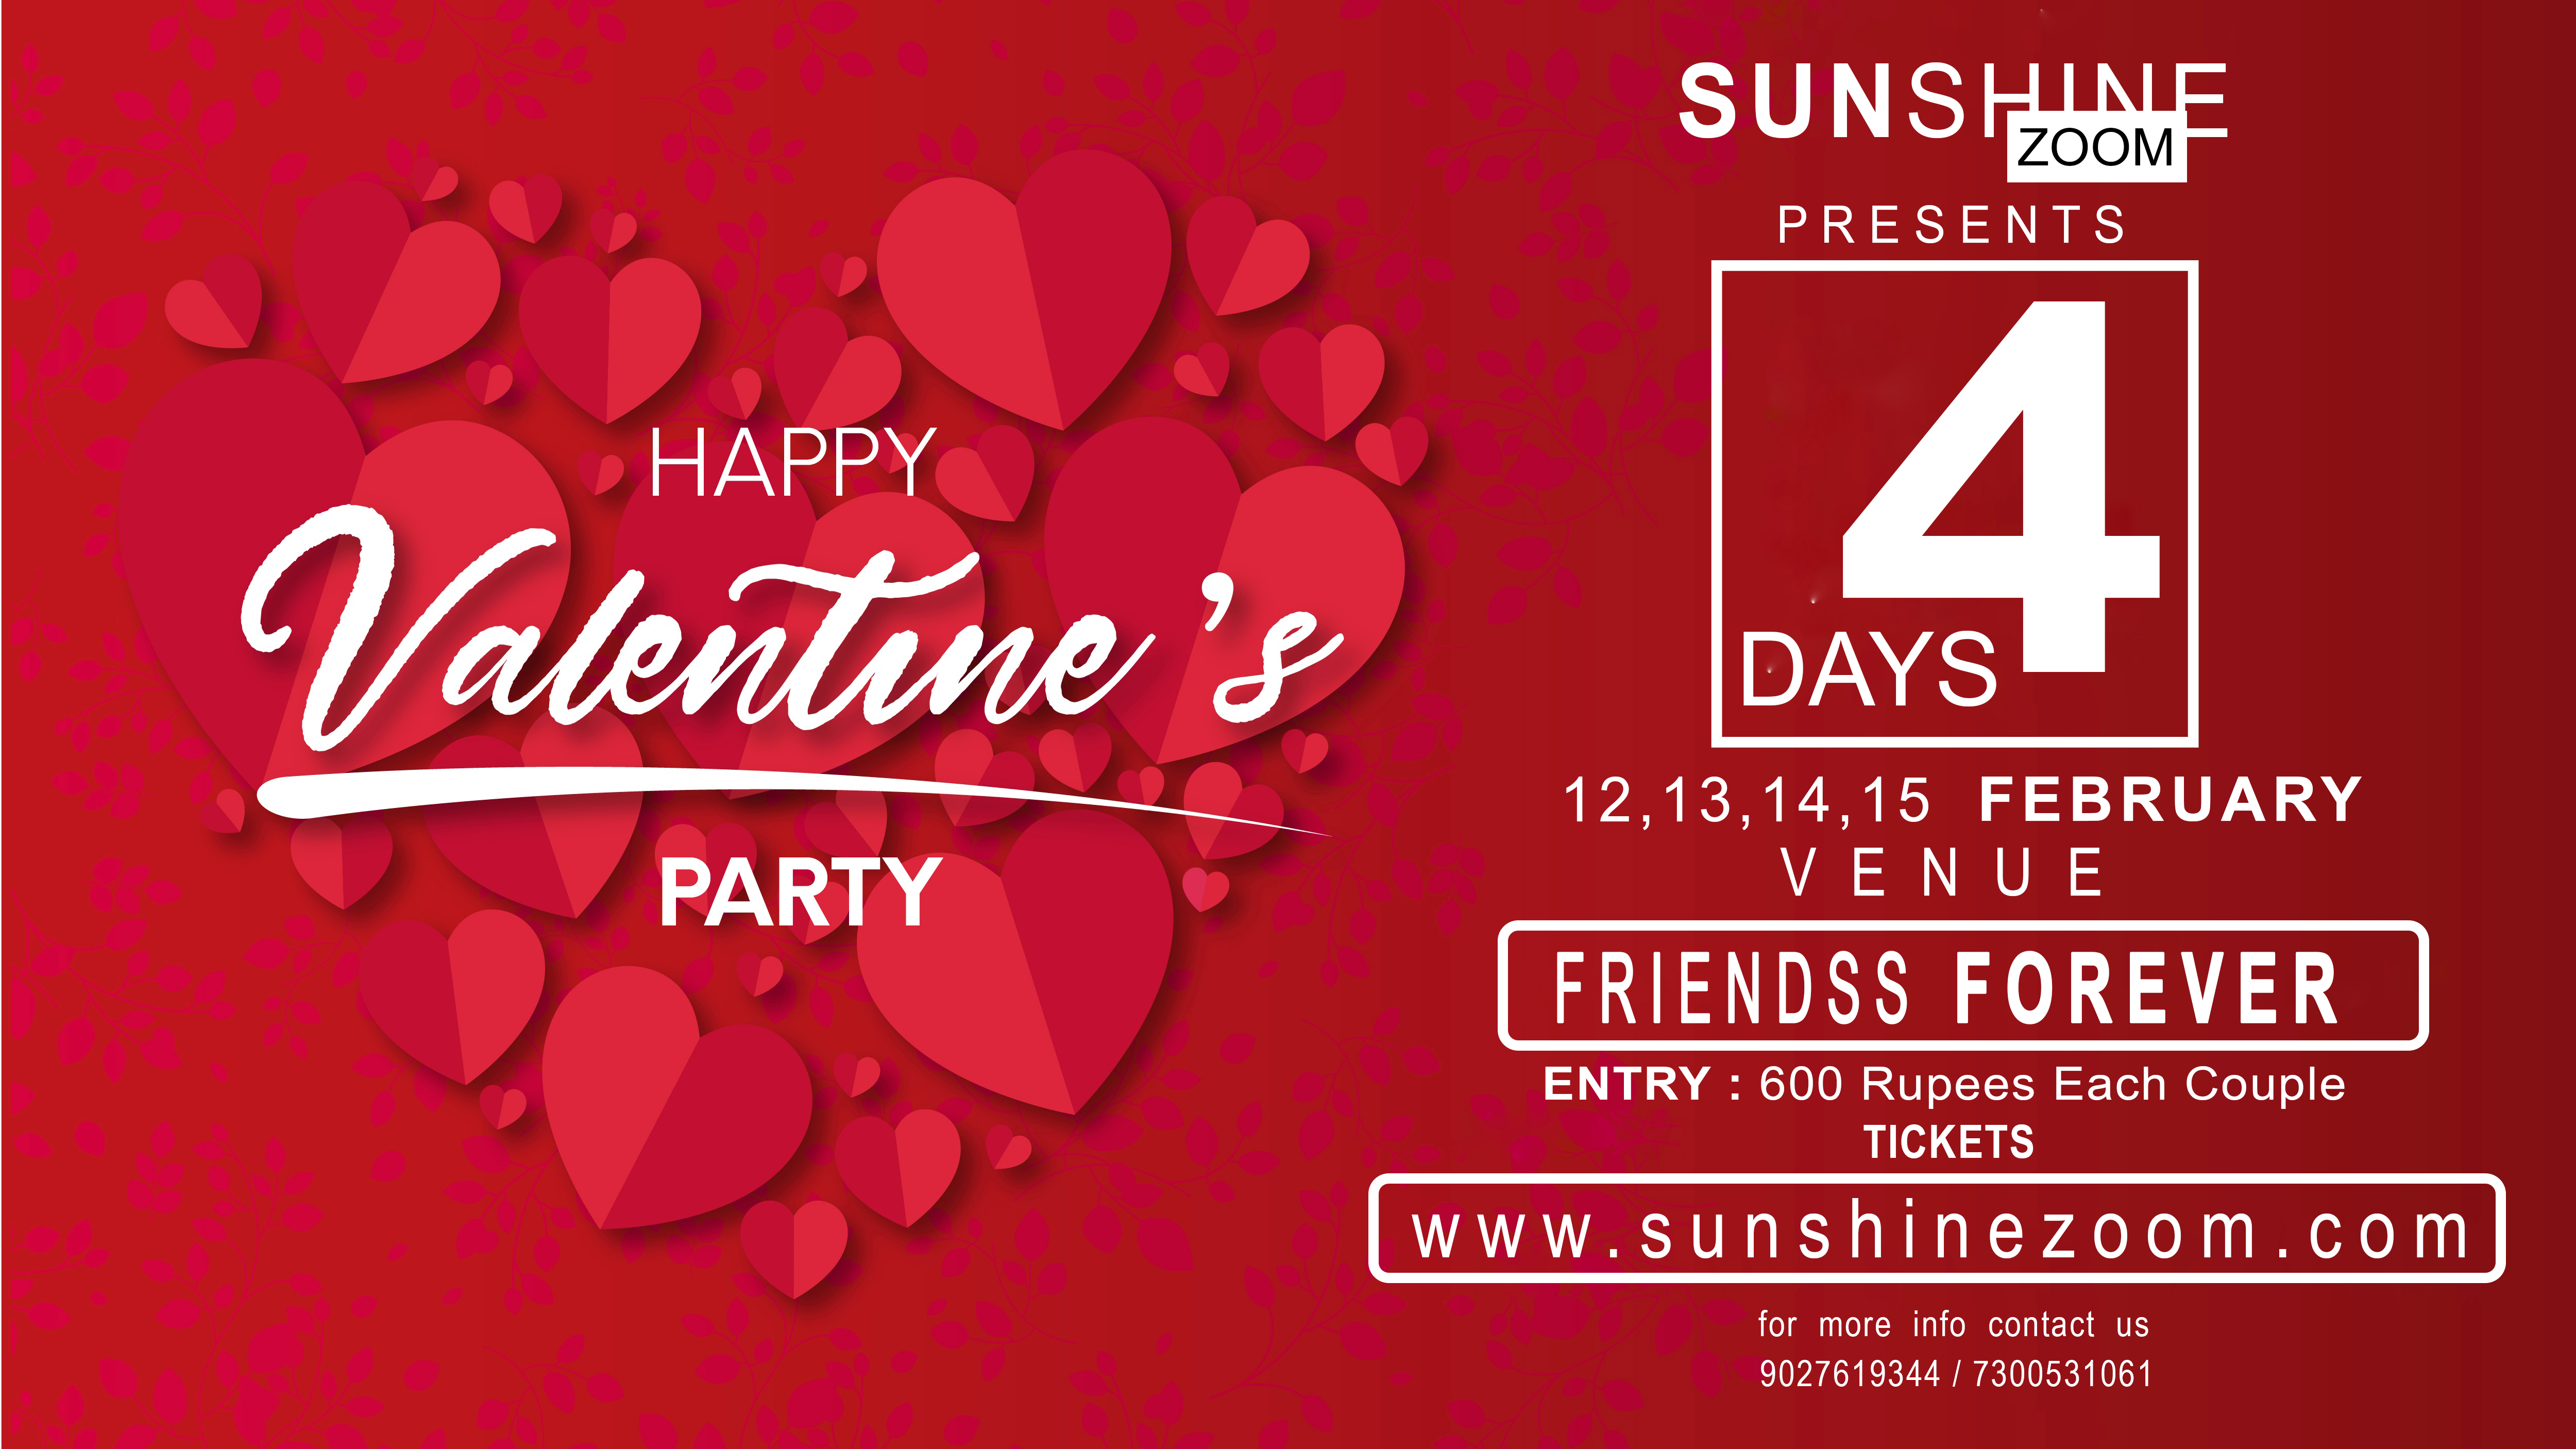 HAPPY
Valentine's
PARTY
SUNSHINE
ZOOM
PRESENTS
4
DAYS
12,13,14,15 FEBRUARY
VENUE
FRIENDSS FOREVER
ENTRY : 600 Rupees Each Couple
TICKETS
www.sunshinezoom.com
for more info contact us
9027619344 / 7300531061